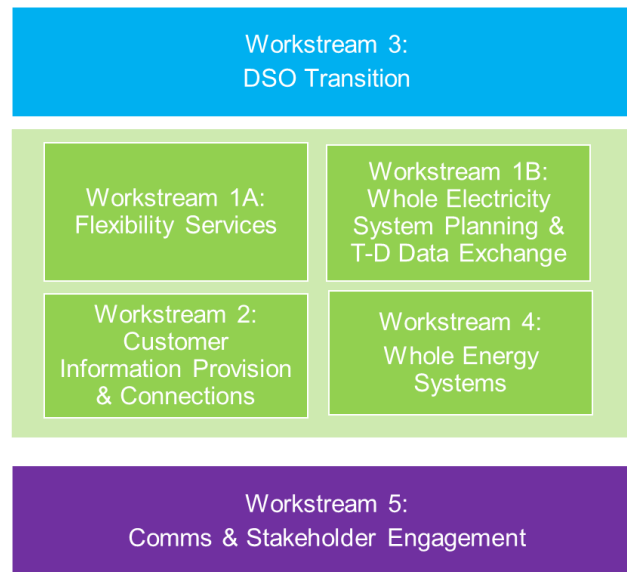 Workstream 3:
DSO Transition
Workstream 1A:
Flexibility Services
Workstream 1B:
Whole Electricity
System Planning &
T-D Data Exchange
Workstream 2:
Customer
Information Provision
& Connections
Workstream 4:
Whole Energy
Systems
Workstream 5:
Comms & Stakeholder Engagement